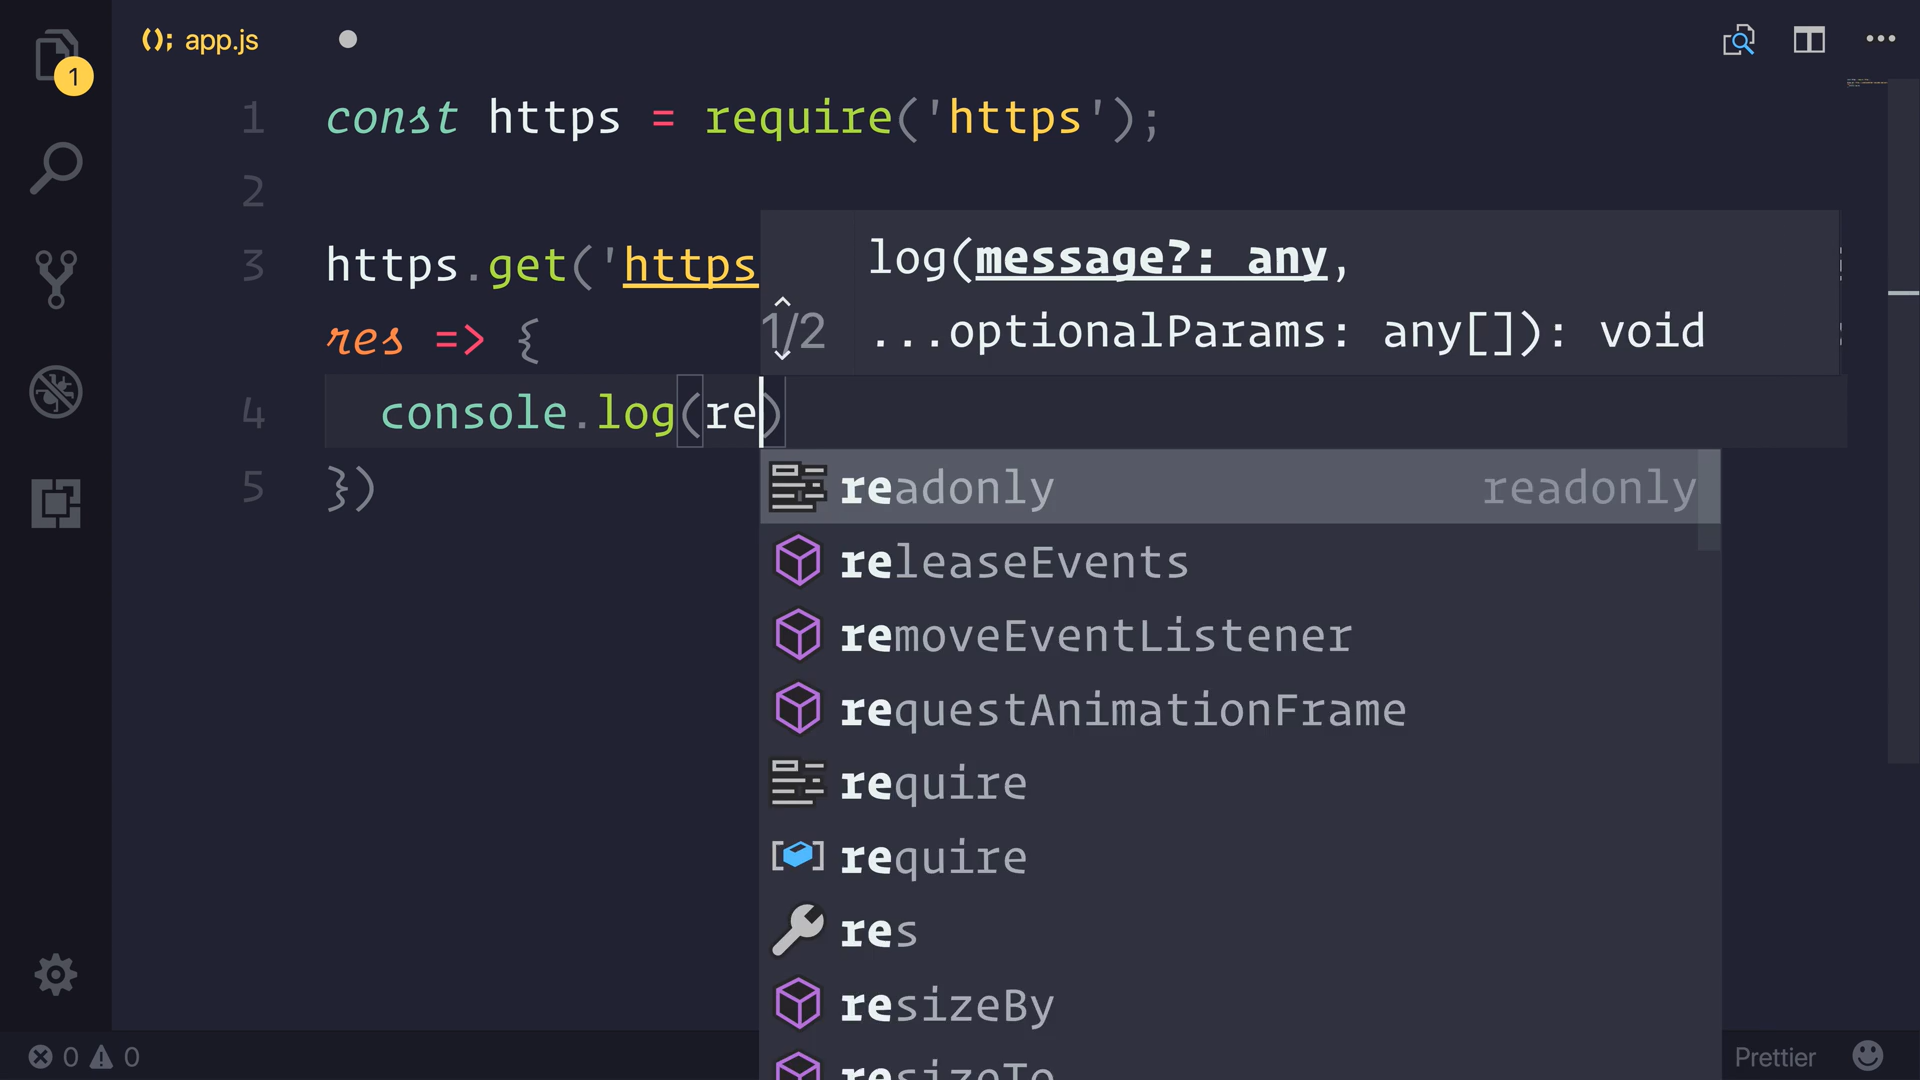 1
app.js
1 const https = require('https');
2
3 https.get('https
res => {
4 console.log(re)
5 })
log(message?: any,
1/2
...optionalParams: any[]): void
readonly readonly
releaseEvents
removeEventListener
requestAnimationFrame
require
require
res
resizeBy
resizeTo
0 0
Prettier